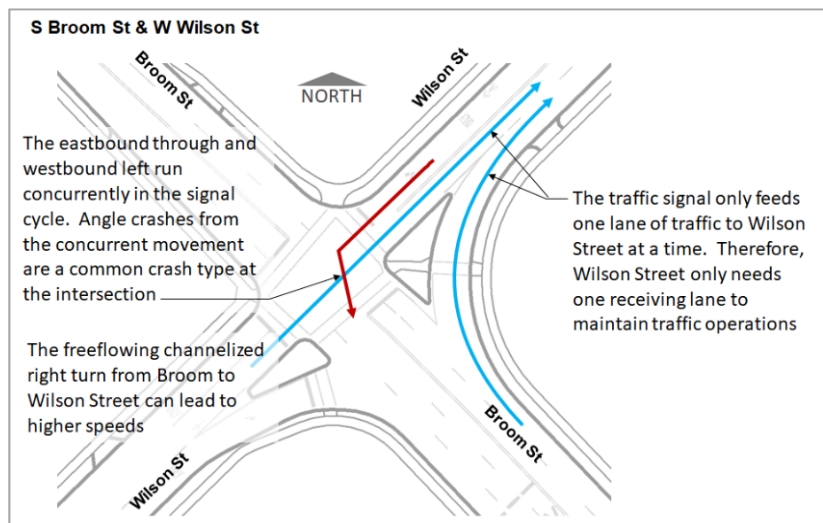 S Broom St & W Wilson St
Broom St
NORTH
Wilson St
The eastbound through and
westbound left run
concurrently in the signal
cycle.  Angle crashes from
the concurrent movement
are a common crash type at
the intersection
The traffic signal only feeds
one lane of traffic to Wilson
Street at a time.  Therefore,
Wilson Street only needs
one receiving lane to
maintain traffic operations
The freeflowing channelized
right turn from Broom to
Wilson Street can lead to
higher speeds
Broom St
Wilson St